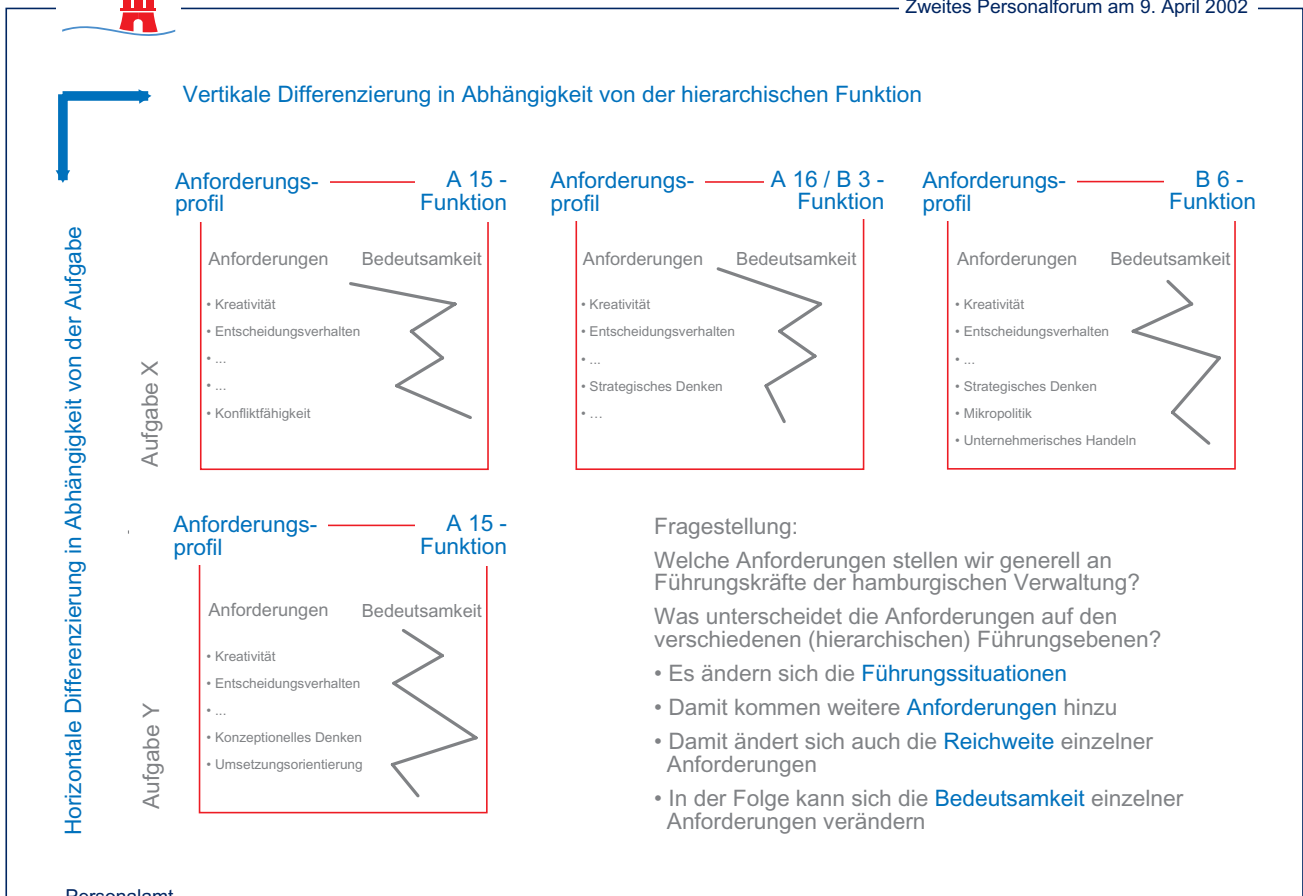 Zweites Personalforum am 9. April 2002
Vertikale Differenzierung in Abhängigkeit von der hierarchischen Funktion
Horizontale Differenzierung in Abhängigkeit von der Aufgabe
Aufgabe X
Anforderungs-
profil
A 15 -
Funktion
Anforderungen Bedeutsamkeit
• Kreativität
• Entscheidungsverhalten
• ...
• ...
• Konfliktfähigkeit
Anforderungs-
profil
A 16 / B 3 -
Funktion
Anforderungen Bedeutsamkeit
• Kreativität
• Entscheidungsverhalten
• ...
• Strategisches Denken
• ...
Anforderungs-
profil
B 6 -
Funktion
Anforderungen Bedeutsamkeit
• Kreativität
• Entscheidungsverhalten
• ...
• Strategisches Denken
• Mikropolitik
• Unternehmerisches Handeln
Aufgabe Y
Anforderungs-
profil
A 15 -
Funktion
Anforderungen Bedeutsamkeit
• Kreativität
• Entscheidungsverhalten
• ...
• Konzeptionelles Denken
• Umsetzungsorientierung
Fragestellung:
Welche Anforderungen stellen wir generell an
Führungskräfte der hamburgischen Verwaltung?
Was unterscheidet die Anforderungen auf den
verschiedenen (hierarchischen) Führungsebenen?
• Es ändern sich die Führungssituationen
• Damit kommen weitere Anforderungen hinzu
• Damit ändert sich auch die Reichweite einzelner
Anforderungen
• In der Folge kann sich die Bedeutsamkeit einzelner
Anforderungen verändern
Personalamt